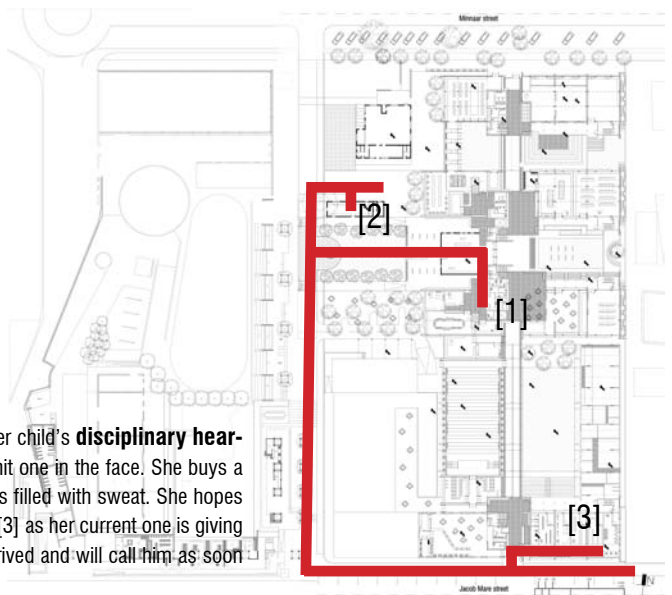 Minnaar street
[2]
[1]
er child's disciplinary hear-
nit one in the face. She buys a
s filled with sweat. She hopes
[3] as her current one is giving
rived and will call him as soon
[3]
Jacob Mare street
N